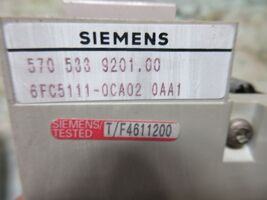 SIEMENS
570 533 9201.00
6FC5111-0CA02 0AA1
SIEMENS/
TESTED
T/F4611200